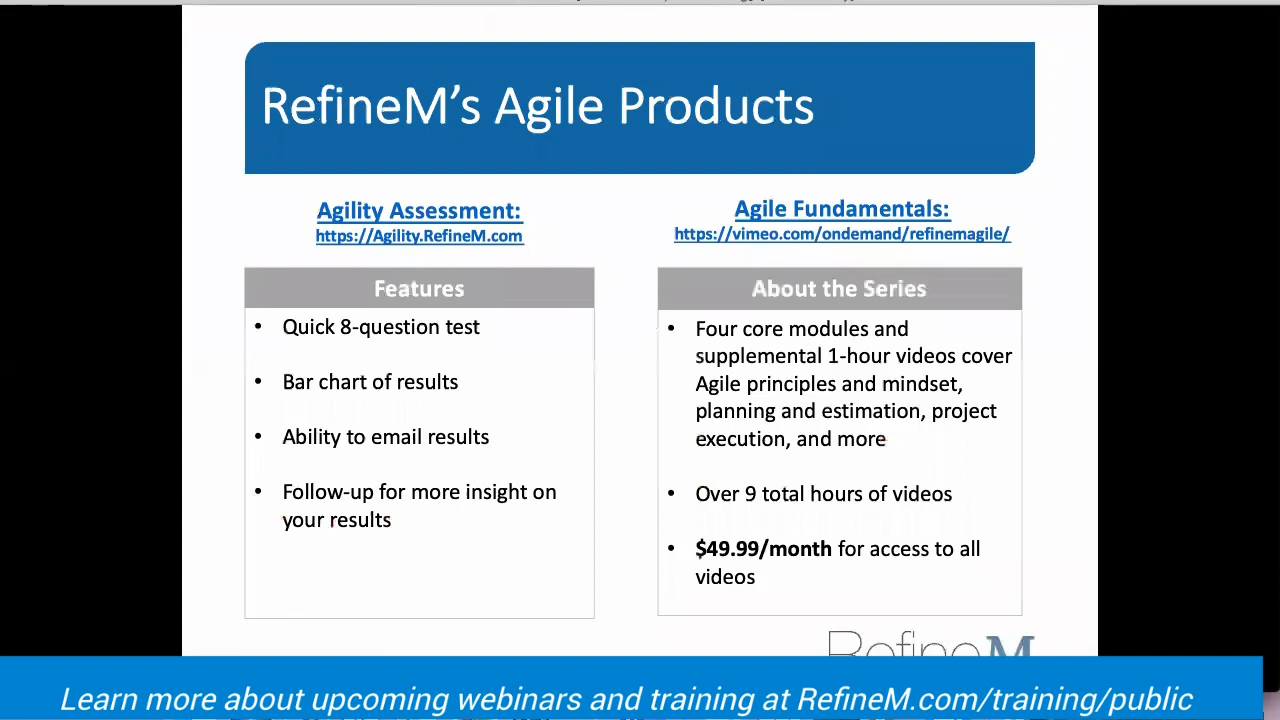 RefineM's Agile Products
Agility Assessment:
https://Agility.RefineM.com
Features
• Quick 8-question test
• Bar chart of results
• Ability to email results
• Follow-up for more insight on
your results
Agile Fundamentals:
https://vimeo.com/ondemand/refinemagile/
About the Series
• Four core modules and
supplemental 1-hour videos cover
Agile principles and mindset,
planning and estimation, project
execution, and more
• Over 9 total hours of videos
• $49.99/month for access to all
videos
RefineM
Learn more about upcoming webinars and training at RefineM.com/training/public